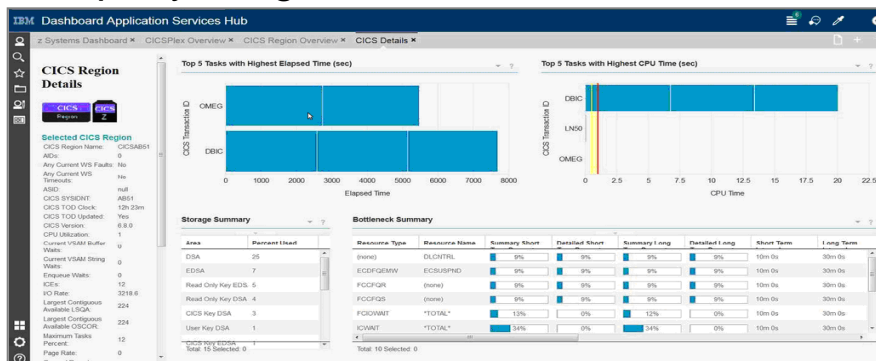 IBM Dashboard Application Services Hub
z Systems Dashboard × CICSPlex Overview × CICS Region Overview × CICS Details ×
CICS Region
Details
CICS
Region
CICS
Z
Selected CICS Region
CICS Region Name: CICSAB51
AIDs: 0
Any Current WS Faults: No
Any Current WS
Timeouts: No
ASID: null
CICS SYSIDNT: AB51
CICS TOD Clock: 12h 23m
CICS TOD Updated: Yes
CICS Version: 6.8.0
CPU Utilization: 1
Current VSAM Buffer
Waits: 0
Current VSAM String
Waits: 0
Enqueue Waits: 0
ICEs: 12
I/O Rate: 3218.6
Largest Contiguous
Available LSQA: 224
Largest Contiguous
Available OSCOR: 224
Maximum Tasks
Percent: 12
Page Rate: 0
Top 5 Tasks with Highest Elapsed Time (sec)
CICS Transaction ID
OMEG
DBIC
0 1000 2000 3000 4000 5000 6000 7000 8000
Elapsed Time
Top 5 Tasks with Highest CPU Time (sec)
CICS Transaction ID
DBIC
LN50
OMEG
0 2.5 5 7.5 10 12.5 15 17.5 20 22.5
CPU Time
Storage Summary
Area Percent Used
DSA 25
EDSA 7
Read Only Key EDS. 5
Read Only Key DSA 4
CICS Key DSA 3
User Key DSA 1
CICS Key EDSA 1
Total: 15 Selected: 0
Bottleneck Summary
Resource Type Resource Name Summary Short Detailed Short Summary Long Detailed Long Short Term Long Term
(none) DLCNTRL 9% 9% 9% 9% 10m 0s 30m 0s
ECDFQEMW ECSUSPND 9% 9% 9% 9% 10m 0s 30m 0s
FCCFQR (none) 9% 9% 9% 9% 10m 0s 30m 0s
FCCFQS (none) 9% 9% 9% 9% 10m 0s 30m 0s
FCIOWAIT *TOTAL* 13% 0% 12% 0% 10m 0s 30m 0s
ICWAIT *TOTAL* 34% 0% 34% 0% 10m 0s 30m 0s
Total: 10 Selected: 0